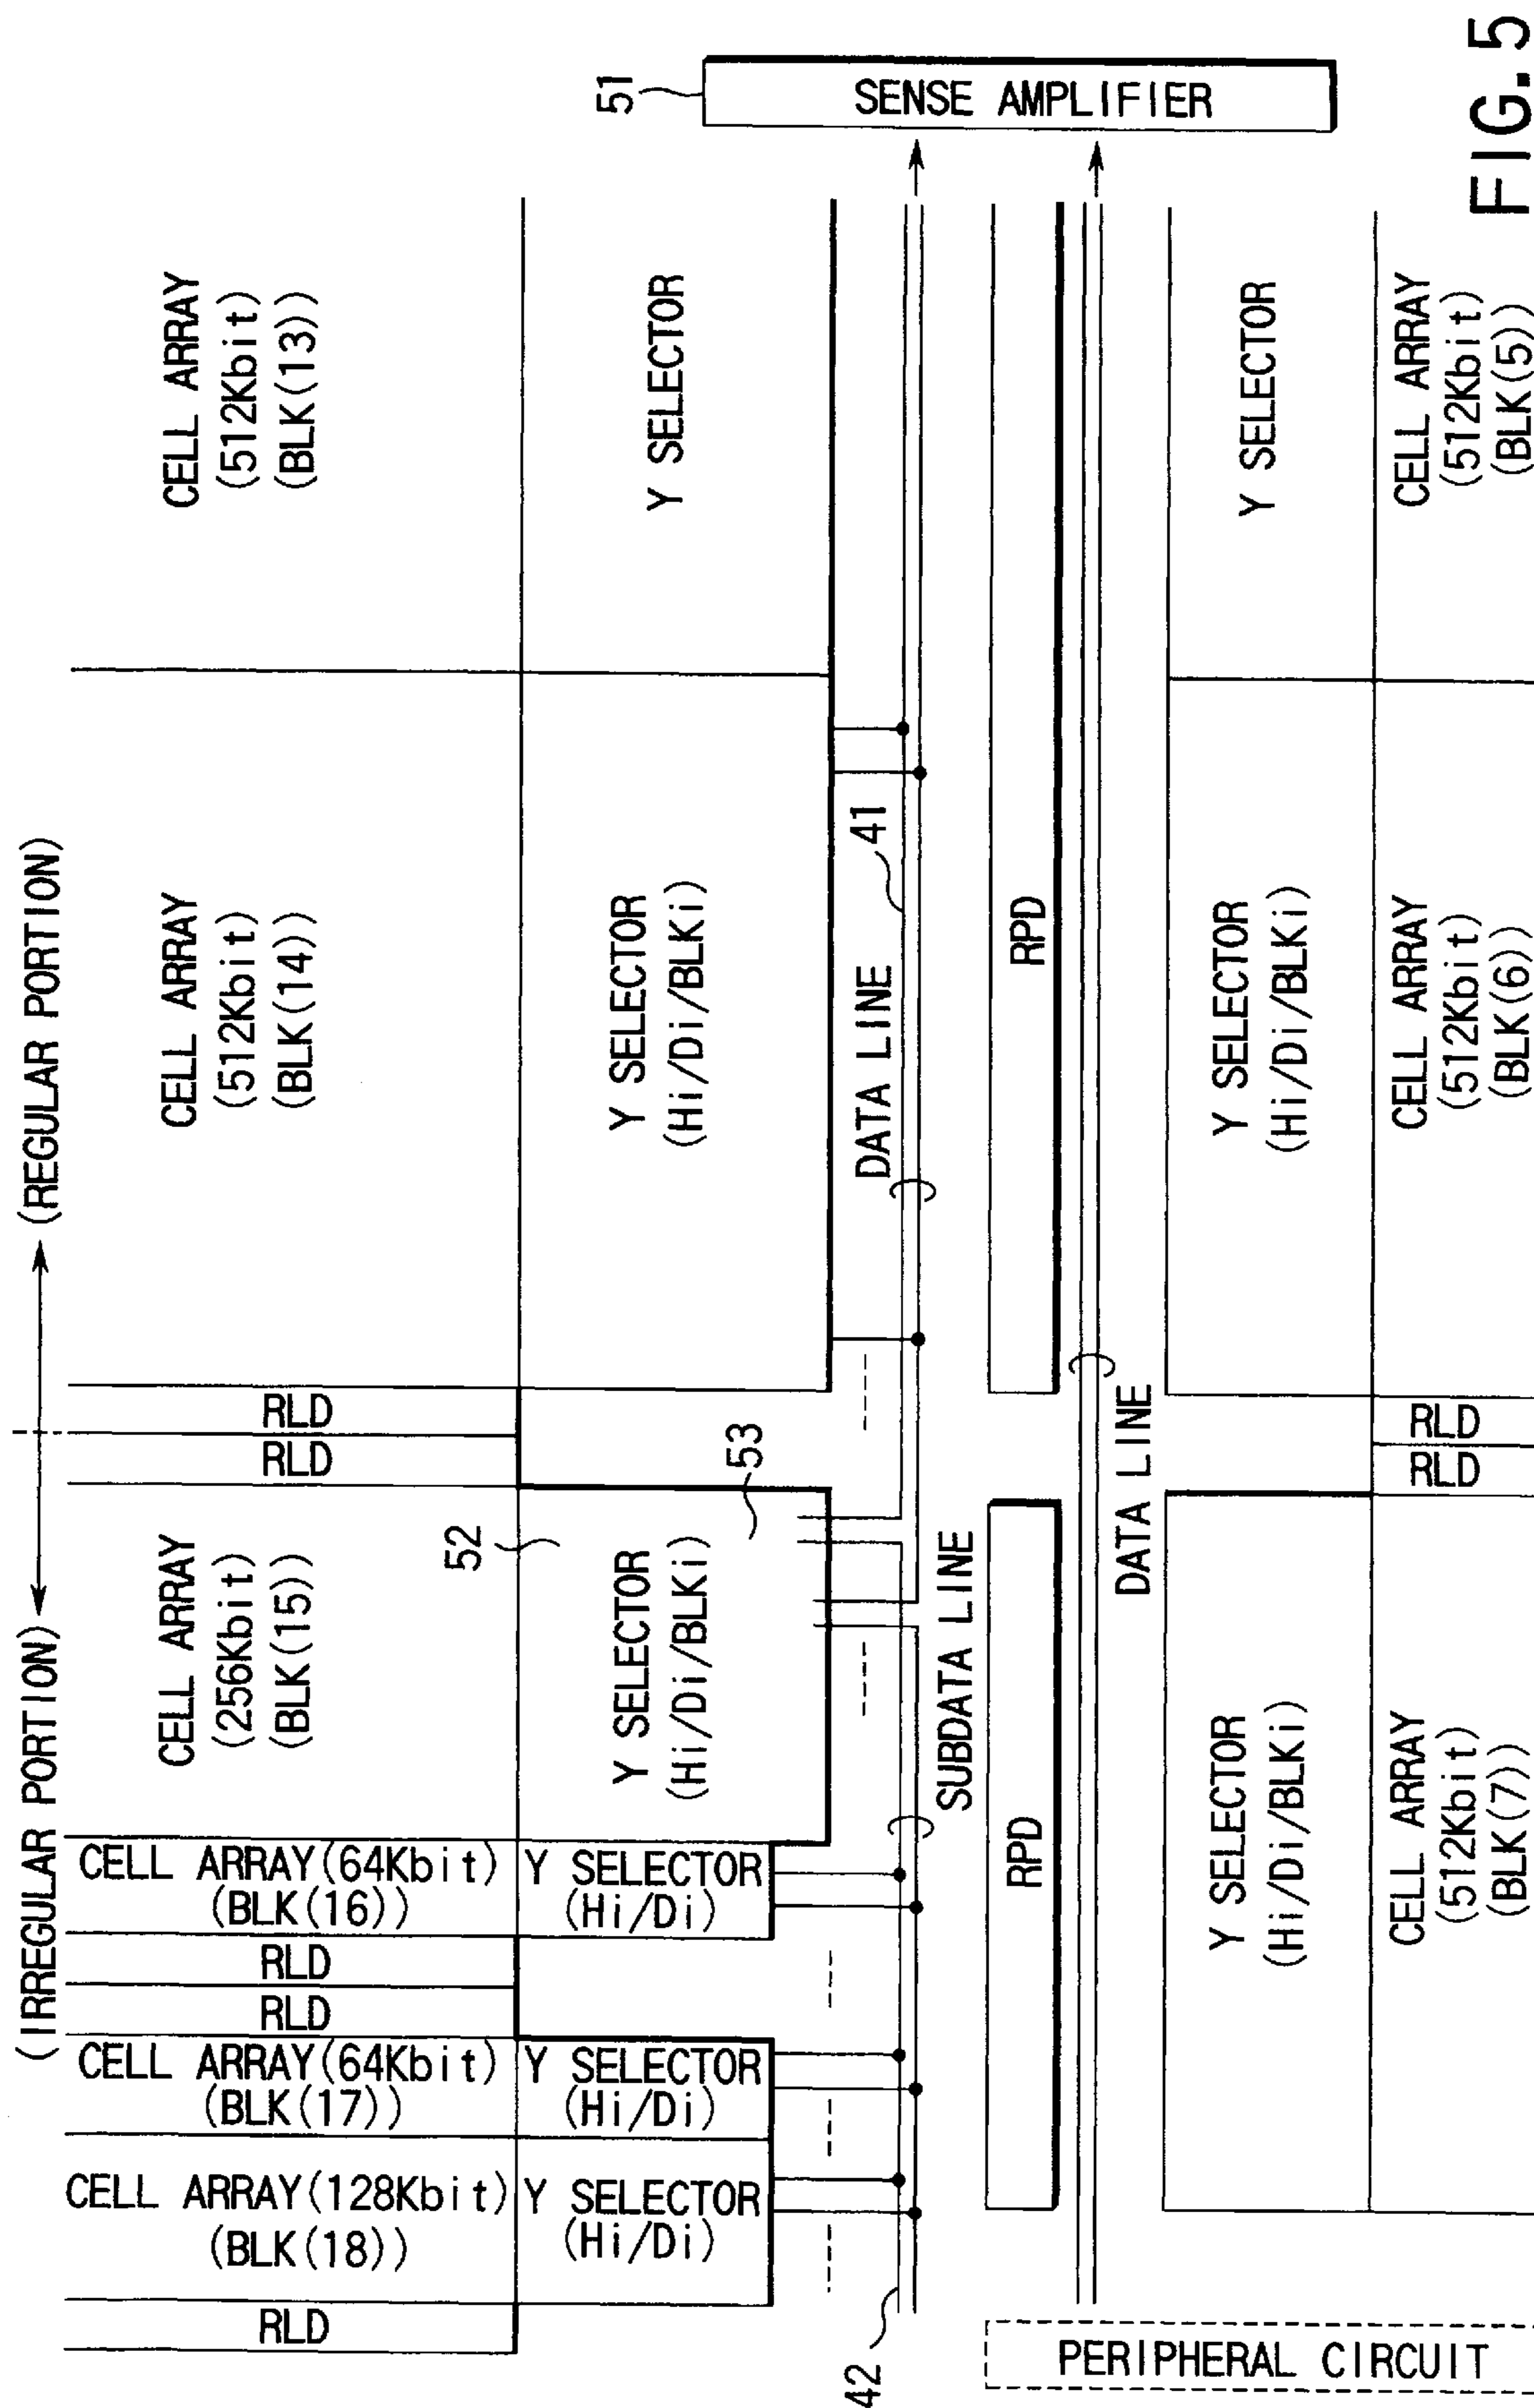 (IRREGULAR PORTION)
(REGULAR PORTION)
RLD
CELL ARRAY(128Kbit)
(BLK(18))
CELL ARRAY(64Kbit)
(BLK(17))
RLD
RLD
CELL ARRAY(64Kbit)
(BLK(16))
CELL ARRAY
(256Kbit)
(BLK(15))
RLD
RLD
CELL ARRAY
(512Kbit)
(BLK(14))
CELL ARRAY
(512Kbit)
(BLK(13))
Y SELECTOR
(Hi/Di)
Y SELECTOR
(Hi/Di)
Y SELECTOR
(Hi/Di)
52
Y SELECTOR
(Hi/Di/BLKi)
53
Y SELECTOR
(Hi/Di/BLKi)
Y SELECTOR
42
SUBDATA LINE
DATA LINE
41
51
SENSE AMPLIFIER
RPD
RPD
DATA LINE
PERIPHERAL CIRCUIT
Y SELECTOR
(Hi/Di/BLKi)
Y SELECTOR
(Hi/Di/BLKi)
Y SELECTOR
CELL ARRAY
(512Kbit)
(BLK(7))
RLD
RLD
CELL ARRAY
(512Kbit)
(BLK(6))
CELL ARRAY
(512Kbit)
(BLK(5))
FIG. 5